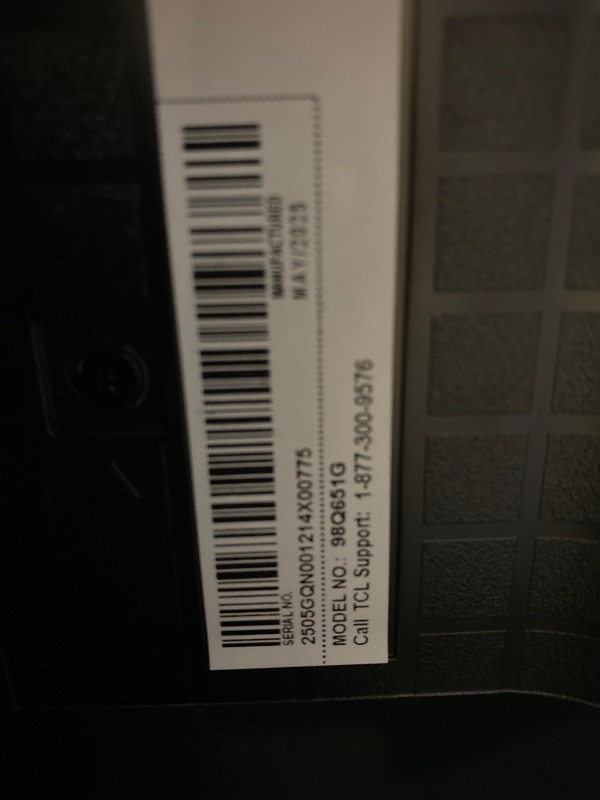 MANUFACTURED
MAY/2025
SERIAL NO.
2505GQN001214X00775
MODEL NO.: 98Q651G
Call TCL Support: 1-877-300-9576